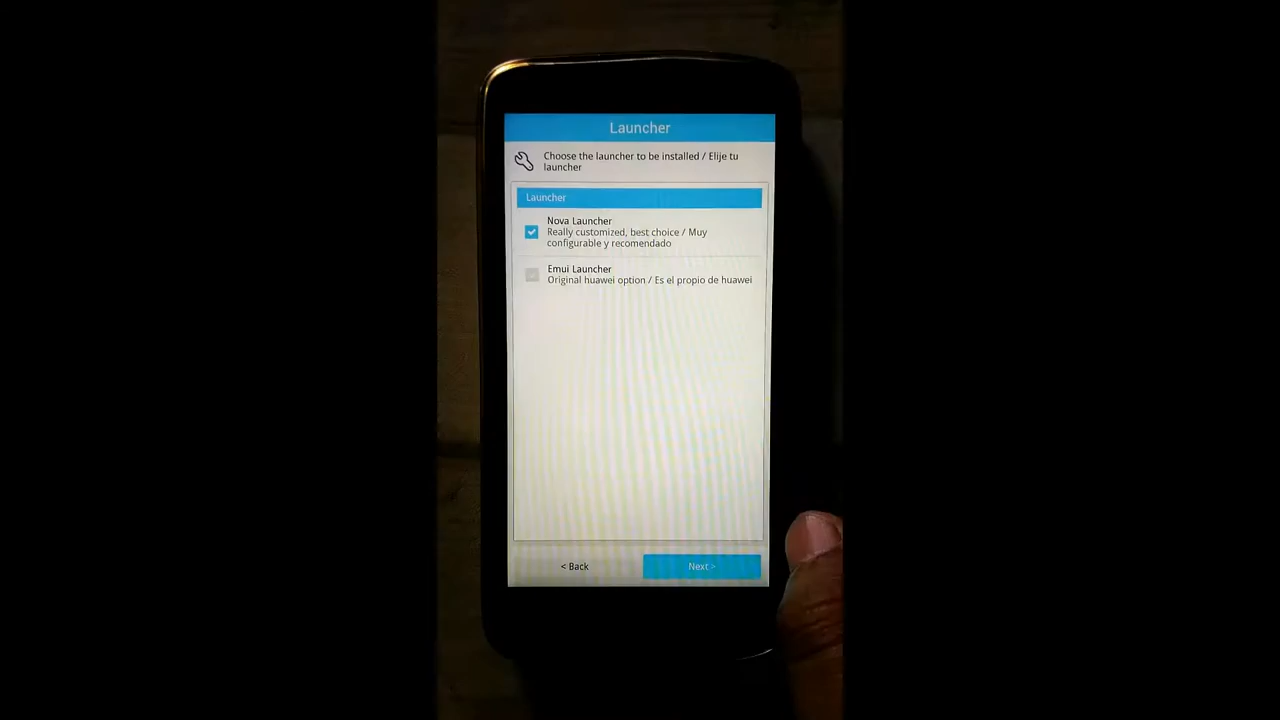 Launcher
Choose the launcher to be installed / Elije tu
launcher
Launcher
Nova Launcher
Really customized, best choice / Muy
configurable y recomendado
Emui Launcher
Original huawei option / Es el propio de huawei
< Back
Next >